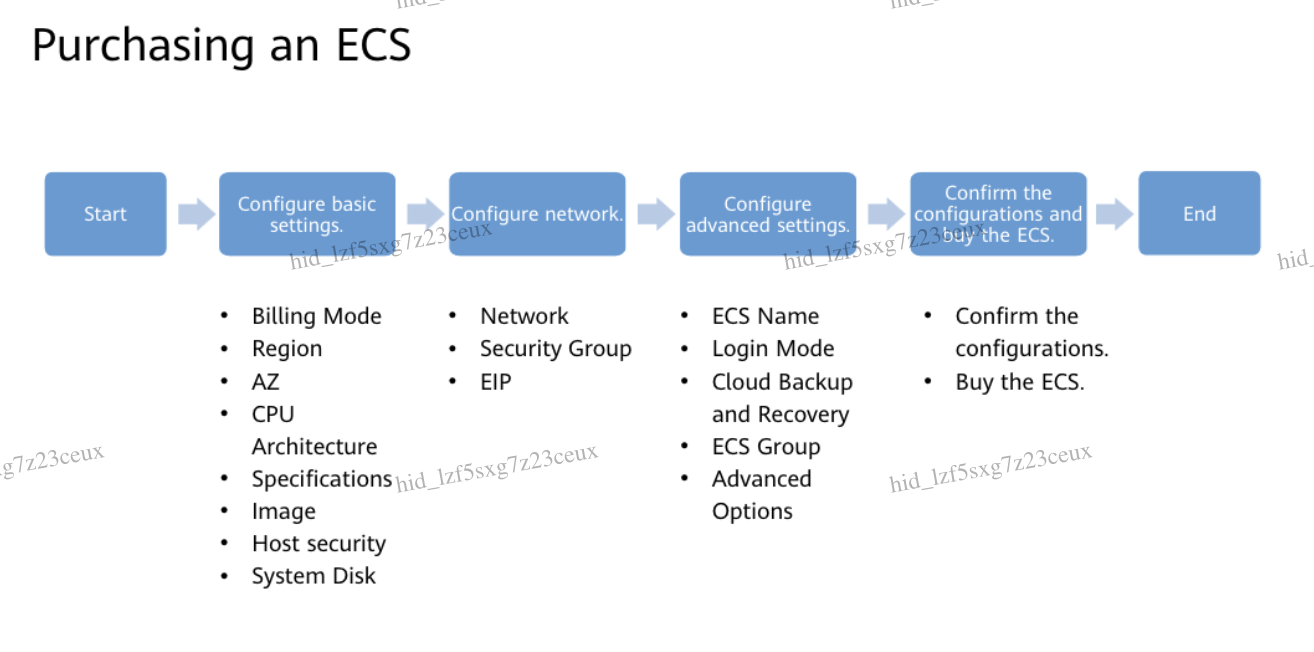 Purchasing an ECS
Start
Configure basic
settings.
Configure network.
Configure
advanced settings.
Confirm the
configurations and
buy the ECS.
End
• Billing Mode
• Region
• AZ
• CPU
Architecture
• Specifications
• Image
• Host security
• System Disk
• Network
• Security Group
• EIP
• ECS Name
• Login Mode
• Cloud Backup
and Recovery
• ECS Group
• Advanced
Options
• Confirm the
configurations.
• Buy the ECS.
hid_lzf5sxg7z23ceux
hid_lzf5sxg7z23ceux
hid_
xg7z23ceux
hid_lzf5sxg7z23ceux
hid_lzf5sxg7z23ceux